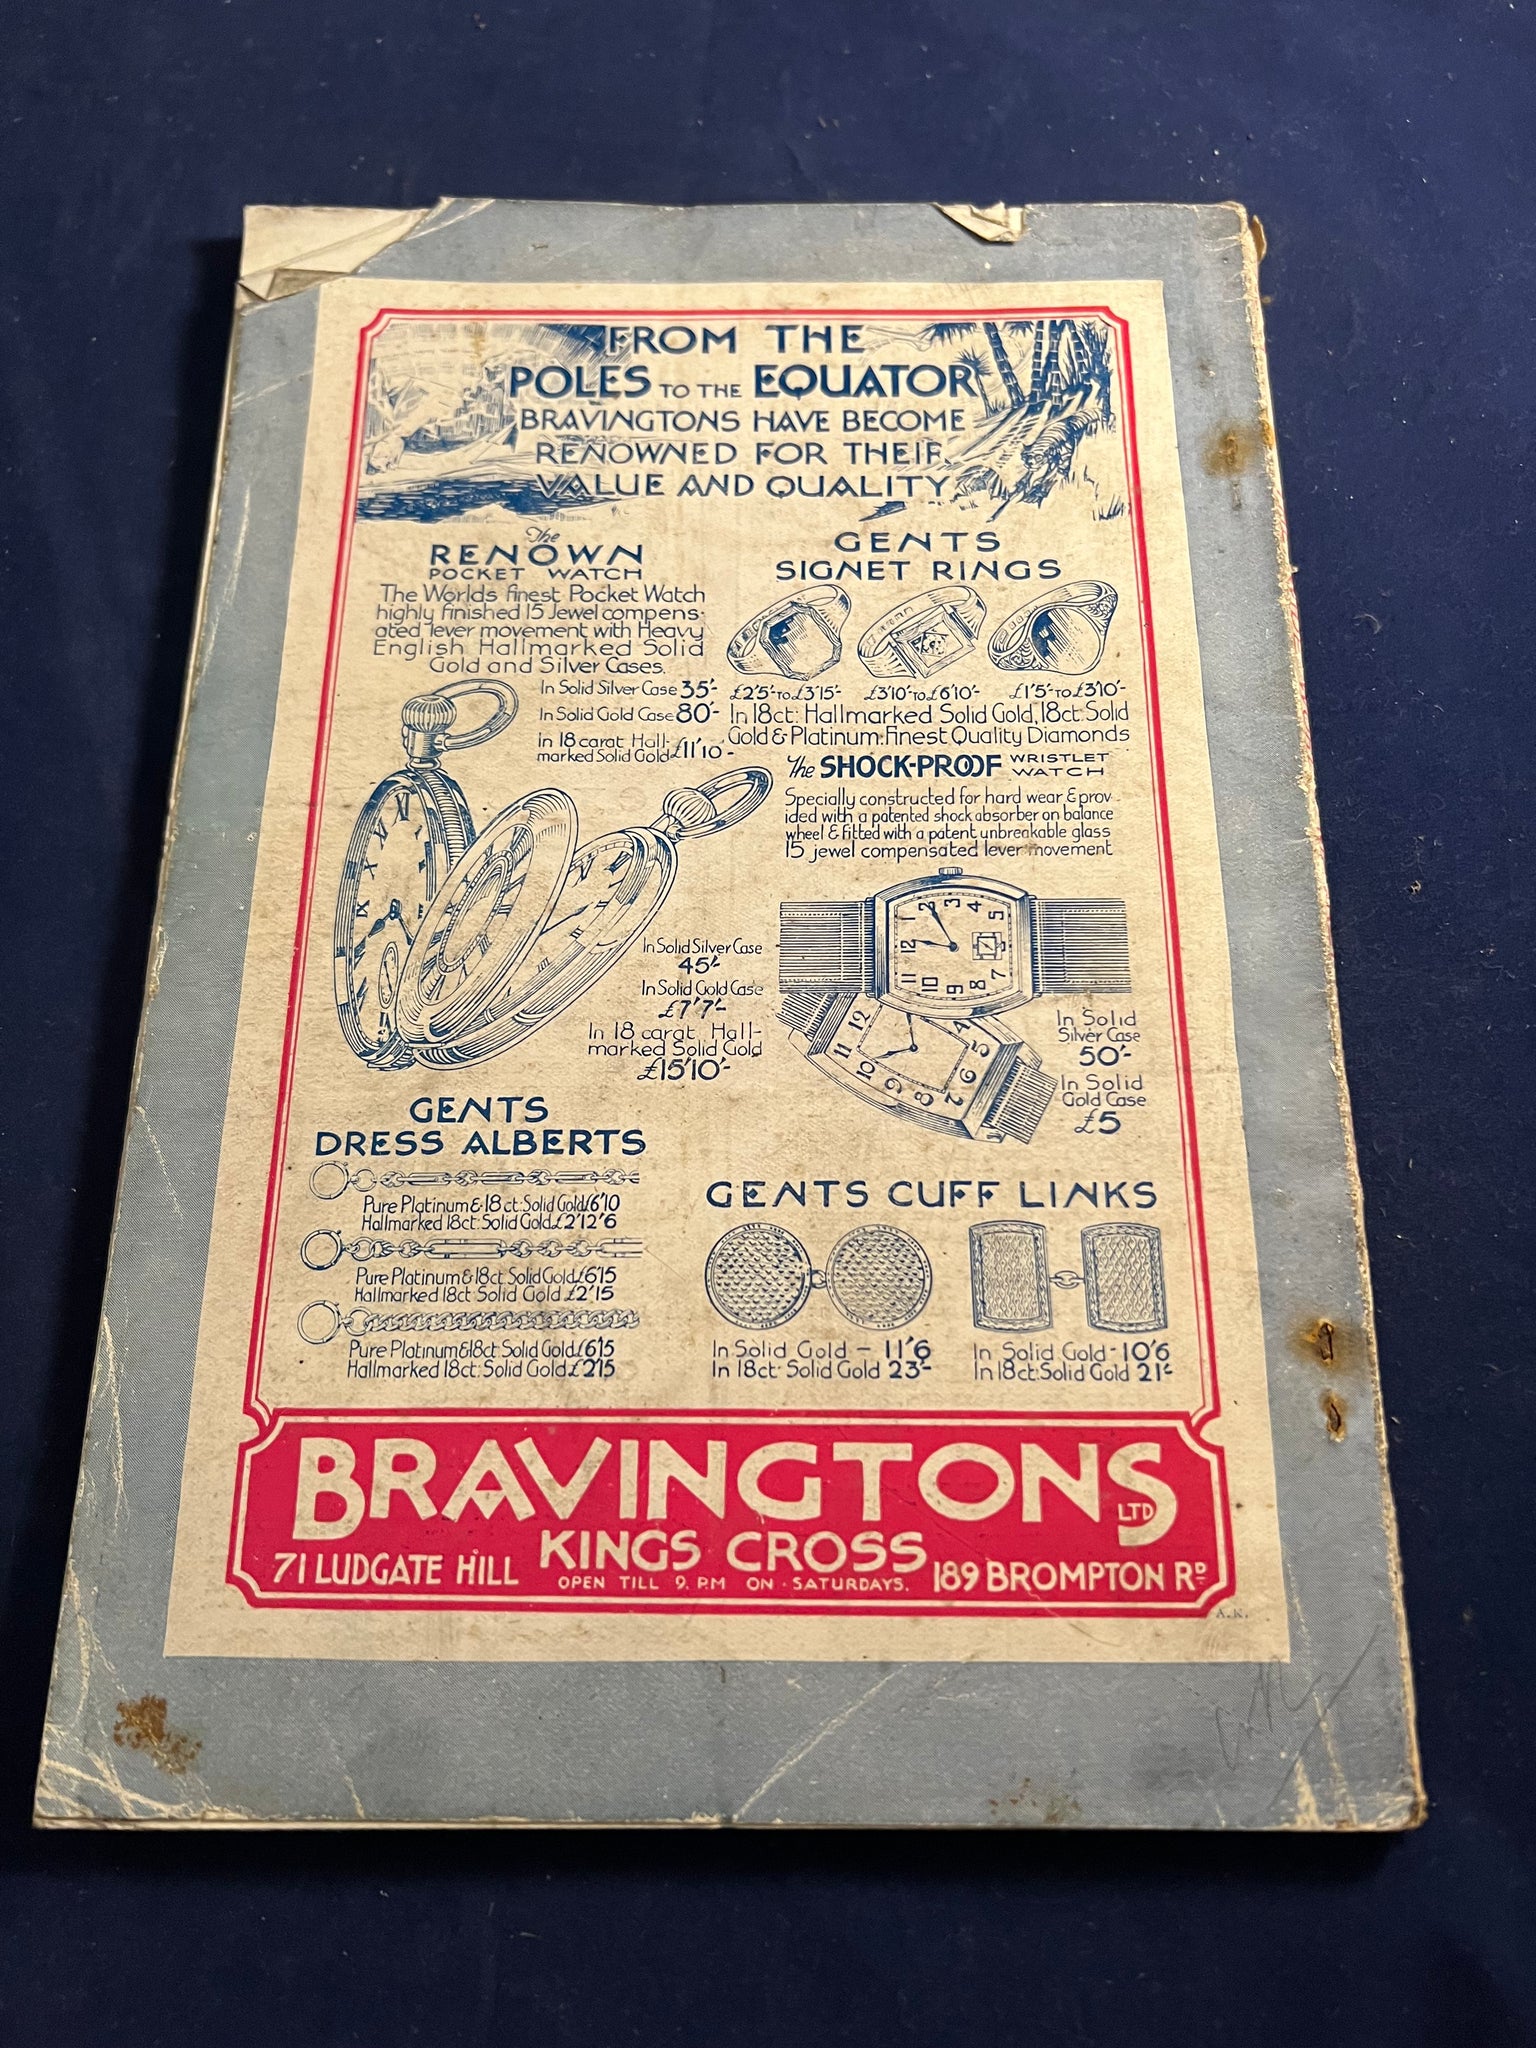 FROM THE
POLES TO THE EQUATOR
BRAVINGTONS HAVE BECOME
RENOWNED FOR THEIR
VALUE AND QUALITY
The
RENOWN
POCKET WATCH
The Worlds finest Pocket Watch
highly finished 15 Jewel compens-
ated lever movement with Heavy
English Hallmarked Solid
Gold and Silver Cases.
In Solid Silver Case 35'-
In Solid Gold Case 80'-
In 18 carat Hall-
marked Solid Gold £11'10'-
In Solid Silver Case
45'-
In Solid Gold Case
£7'7'-
In 18 carat Hall-
marked Solid Gold
£15'10'-
GENTS
SIGNET RINGS
£2'5'- TO £3'15'- £3'10'- TO £6'10'- £1'5'- TO £3'10'-
In 18ct: Hallmarked Solid Gold, 18ct: Solid
Gold & Platinum: Finest Quality Diamonds
The SHOCK-PROOF WRISTLET
WATCH
Specially constructed for hard wear & prov-
ided with a patented shock absorber on balance
wheel & fitted with a patent unbreakable glass
15 jewel compensated lever movement
In Solid
Silver Case
50'-
In Solid
Gold Case
£5
GENTS
DRESS ALBERTS
Pure Platinum & 18ct: Solid Gold £6'10
Hallmarked 18ct: Solid Gold £2'12'6
Pure Platinum & 18ct: Solid Gold £6'15
Hallmarked 18ct: Solid Gold £2'15
Pure Platinum & 18ct: Solid Gold £6'15
Hallmarked 18ct: Solid Gold £2'15
GENTS CUFF LINKS
In Solid Gold – 11'6
In 18ct: Solid Gold 23'-
In Solid Gold - 10'6
In 18ct: Solid Gold 21'-
BRAVINGTONS LTD
KINGS CROSS
71 LUDGATE HILL
OPEN TILL 9. P.M ON · SATURDAYS.
189 BROMPTON RD
A. K.